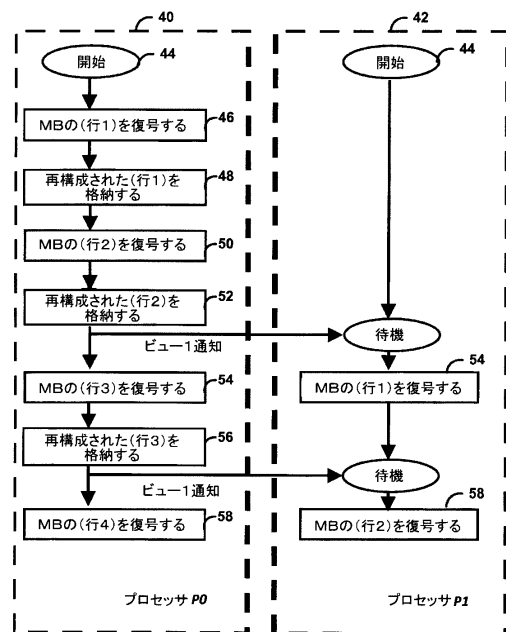 40
42
開始
44
開始
44
MBの(行1)を復号する
46
再構成された(行1)を
格納する
48
MBの(行2)を復号する
50
再構成された(行2)を
格納する
52
ビュー1通知
待機
MBの(行3)を復号する
54
MBの(行1)を復号する
54
再構成された(行3)を
格納する
56
ビュー1通知
待機
MBの(行4)を復号する
58
MBの(行2)を復号する
58
プロセッサ P0
プロセッサ P1